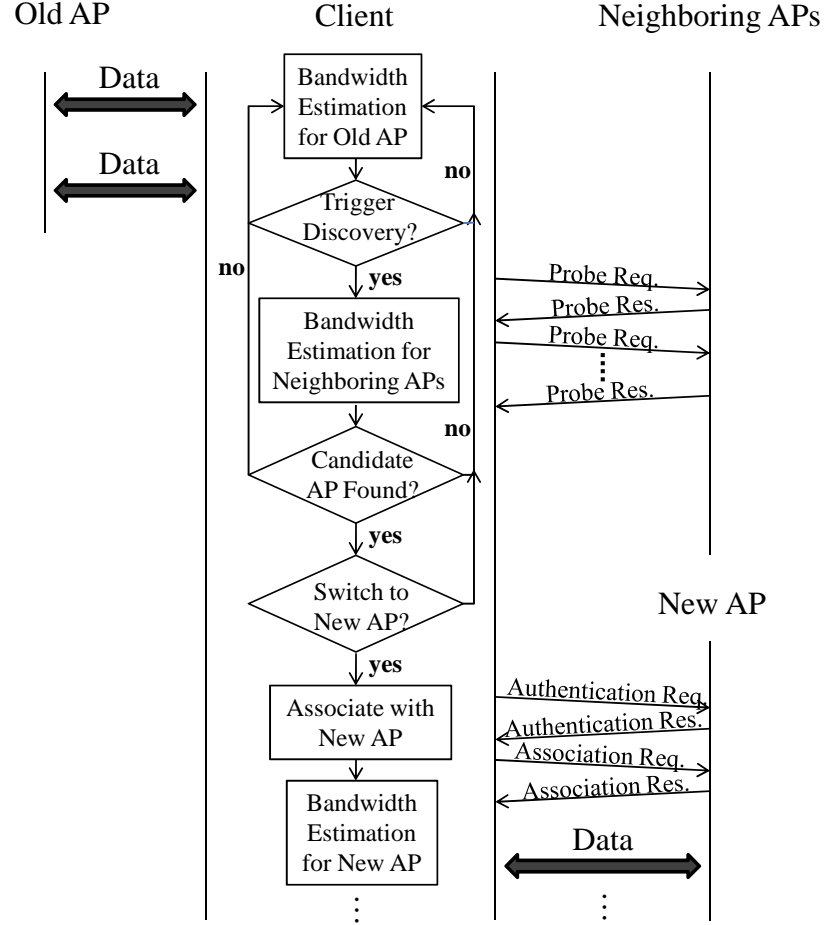 Old AP
Client
Neighboring APs
Data
Data
Bandwidth
Estimation
for Old AP
no
Trigger
Discovery?
no
yes
Probe Req.
Probe Res.
Probe Req.
Probe Res.
Bandwidth
Estimation for
Neighboring APs
no
Candidate
AP Found?
yes
Switch to
New AP?
yes
New AP
Associate with
New AP
Authentication Req.
Authentication Res.
Association Req.
Association Res.
Bandwidth
Estimation
for New AP
Data